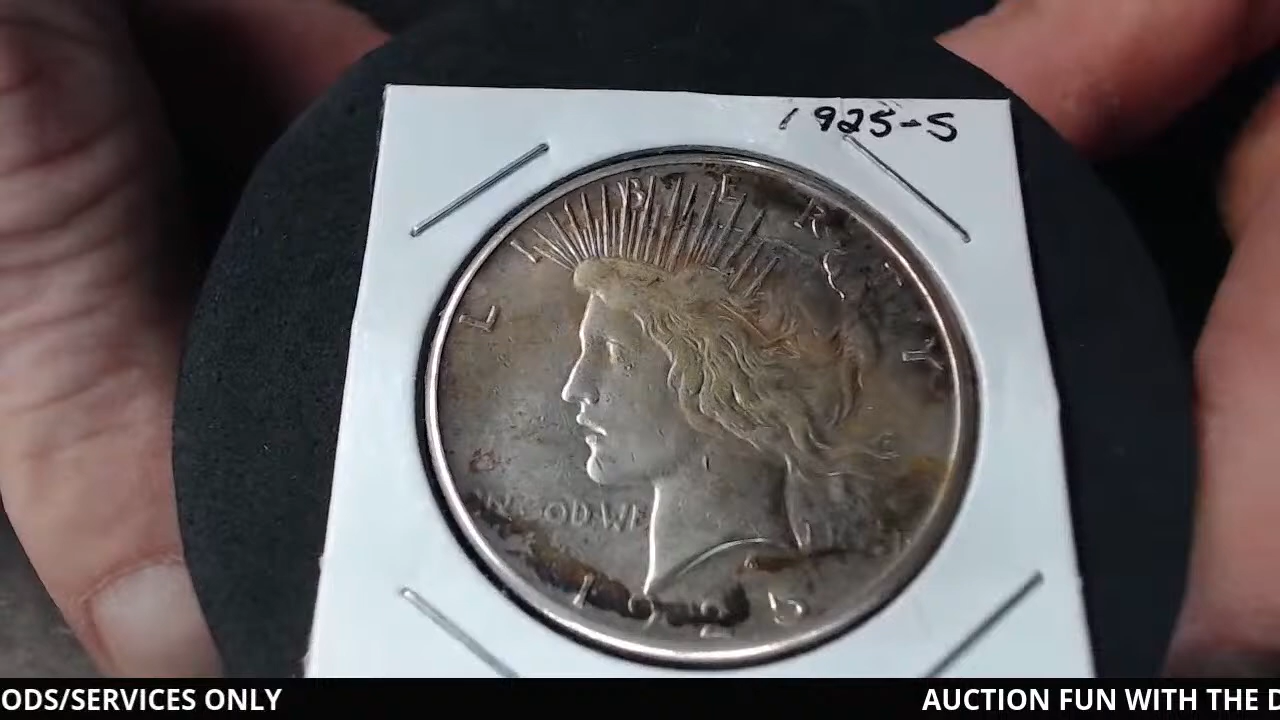 1925-S
LIBERTY
IN GOD WE
1925
ODS/SERVICES ONLY
AUCTION FUN WITH THE D